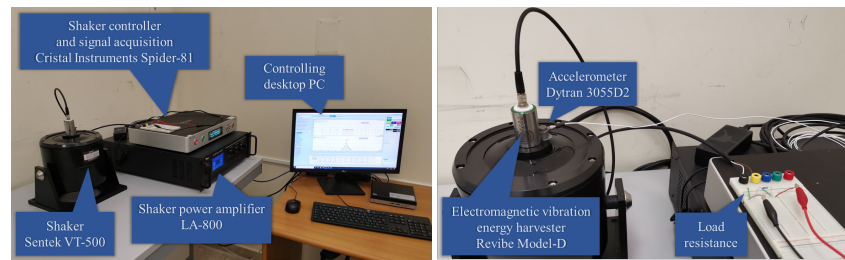 Shaker controller
and signal acquisition
Cristal Instruments Spider-81
Controlling
desktop PC
Shaker
Sentek VT-500
Shaker power amplifier
LA-800
Accelerometer
Dytran 3055D2
Electromagnetic vibration
energy harvester
Revibe Model-D
Load
resistance